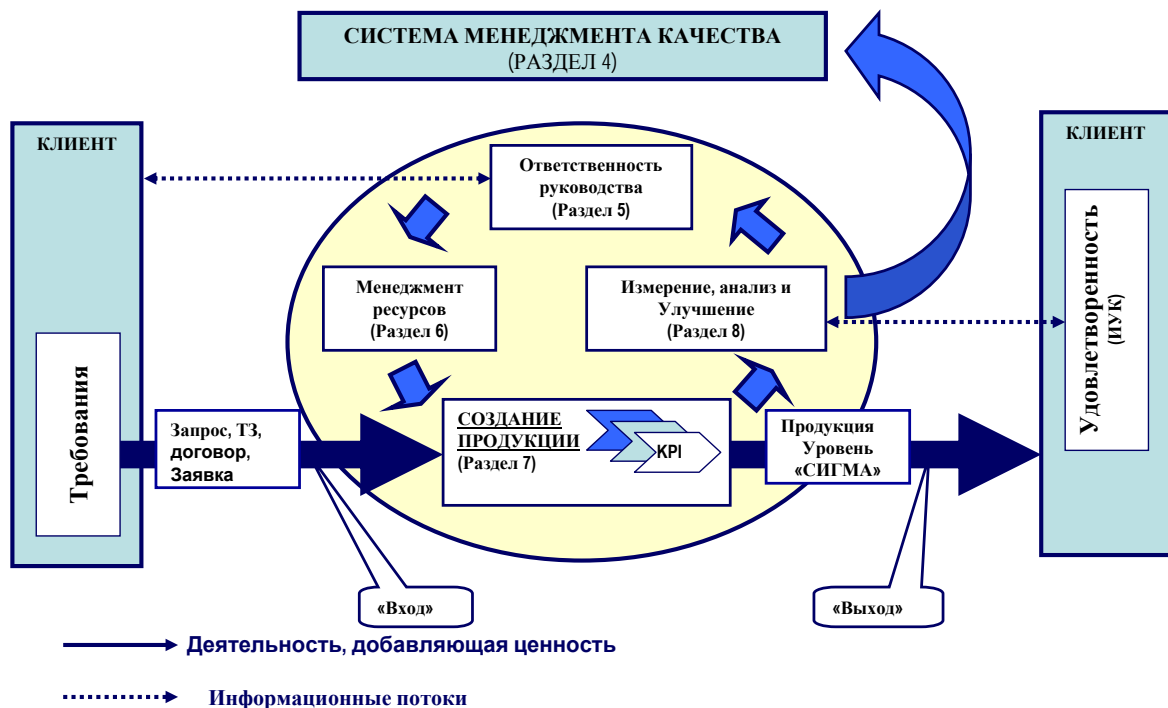 СИСТЕМА МЕНЕДЖМЕНТА КАЧЕСТВА
(РАЗДЕЛ 4)
КЛИЕНТ
КЛИЕНТ
Ответственность
руководства
(Раздел 5)
Менеджмент
ресурсов
(Раздел 6)
Измерение, анализ и
Улучшение
(Раздел 8)
Требования
Удовлетворенность
(ИУК)
Запрос, ТЗ,
договор,
Заявка
СОЗДАНИЕ
ПРОДУКЦИИ
(Раздел 7)
KPI
Продукция
Уровень
«СИГМА»
«Вход»
«Выход»
Деятельность, добавляющая ценность
Информационные потоки